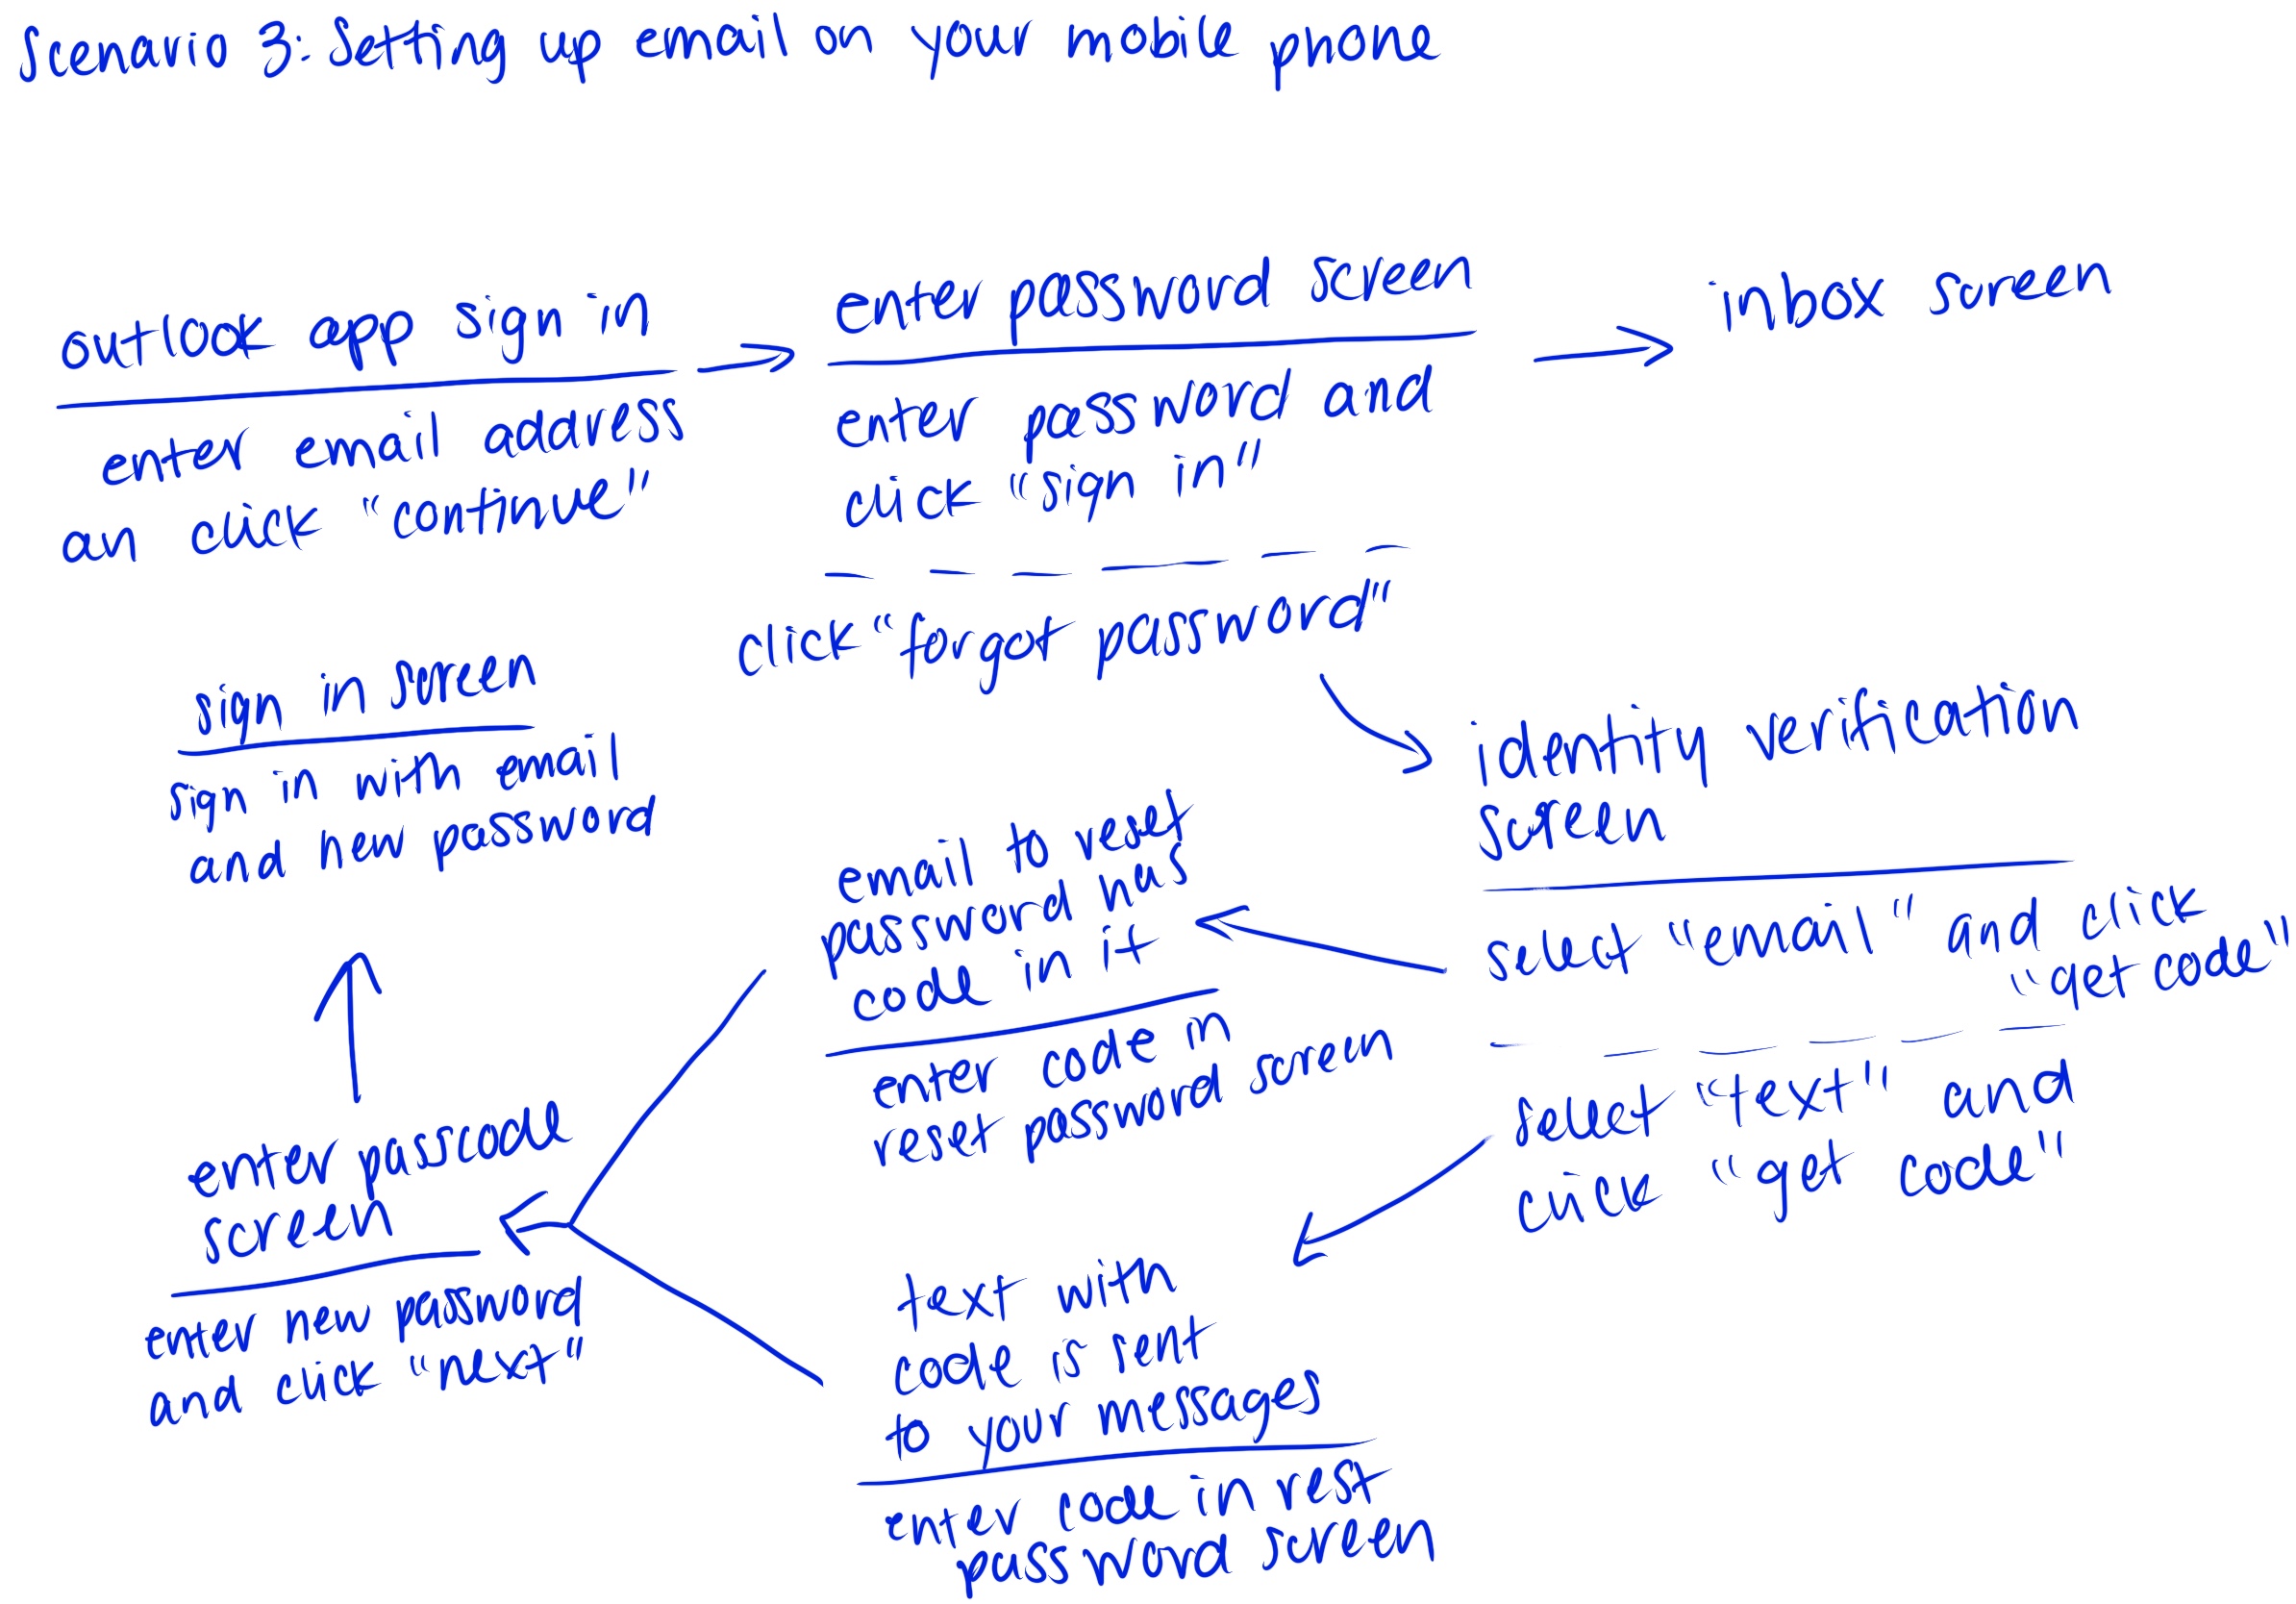 Scenario 3: Setting up email on your mobile phone
outlook app sign in
enter email address
an click "continue"
enter password screen
enter password and
click "sign in"
click "forgot password"
inbox screen
identity verification
screen
select "email" and click
"get code"
select "text" and
click "get code"
email to reset
password has
code in it
enter code in
reset password screen
text with
code is sent
to your messages
enter code in rest
password screen
enter passcode
screen
enter new password
and click "next"
sign in screen
sign in with email
and new password